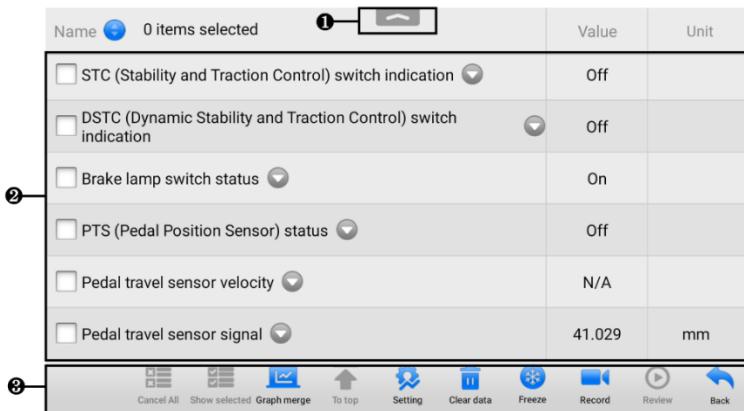 Name 0 items selected ❶ Value Unit
STC (Stability and Traction Control) switch indication Off
DSTC (Dynamic Stability and Traction Control) switch
indication Off
Brake lamp switch status On
❷
PTS (Pedal Position Sensor) status Off
Pedal travel sensor velocity N/A
Pedal travel sensor signal 41.029 mm
❸
Cancel All Show selected Graph merge To top Setting Clear data Freeze Record Review Back